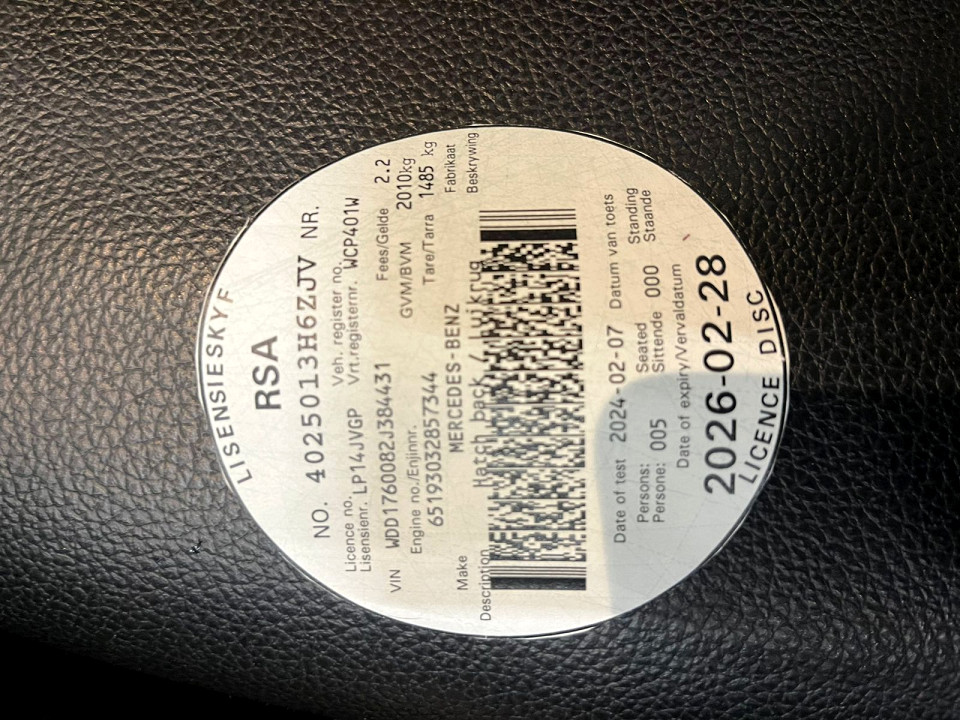 LISENSIESKYF
RSA
NO. 4025013H6ZJV NR.
Licence no. Veh. register no.
Lisensienr. LP14JVGP Vrt.registernr. WCP401W
VIN WDD1760082J384431 Fees/Gelde 2.2
Engine no./Enjinnr. GVM/BVM 2010kg
65193032857344 Tare/Tarra 1485 kg
Make MERCEDES-BENZ Fabrikaat
Description Hatch back / Luikrug Beskrywing
Date of test 2024-02-07 Datum van toets
Persons: Seated Standing
Persone: 005 Sittende 000 Staande
Date of expiry/Vervaldatum
2026-02-28
LICENCE DISC